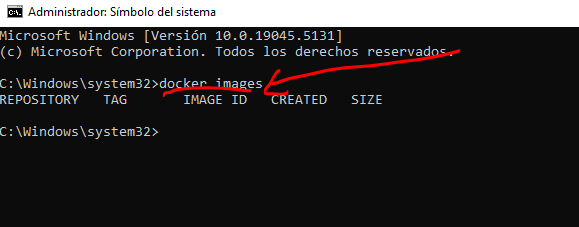 Administrador: Símbolo del sistema
Microsoft Windows [Versión 10.0.19045.5131]
(c) Microsoft Corporation. Todos los derechos reservados.
C:\Windows\system32>docker images
REPOSITORY   TAG       IMAGE ID   CREATED   SIZE
C:\Windows\system32>